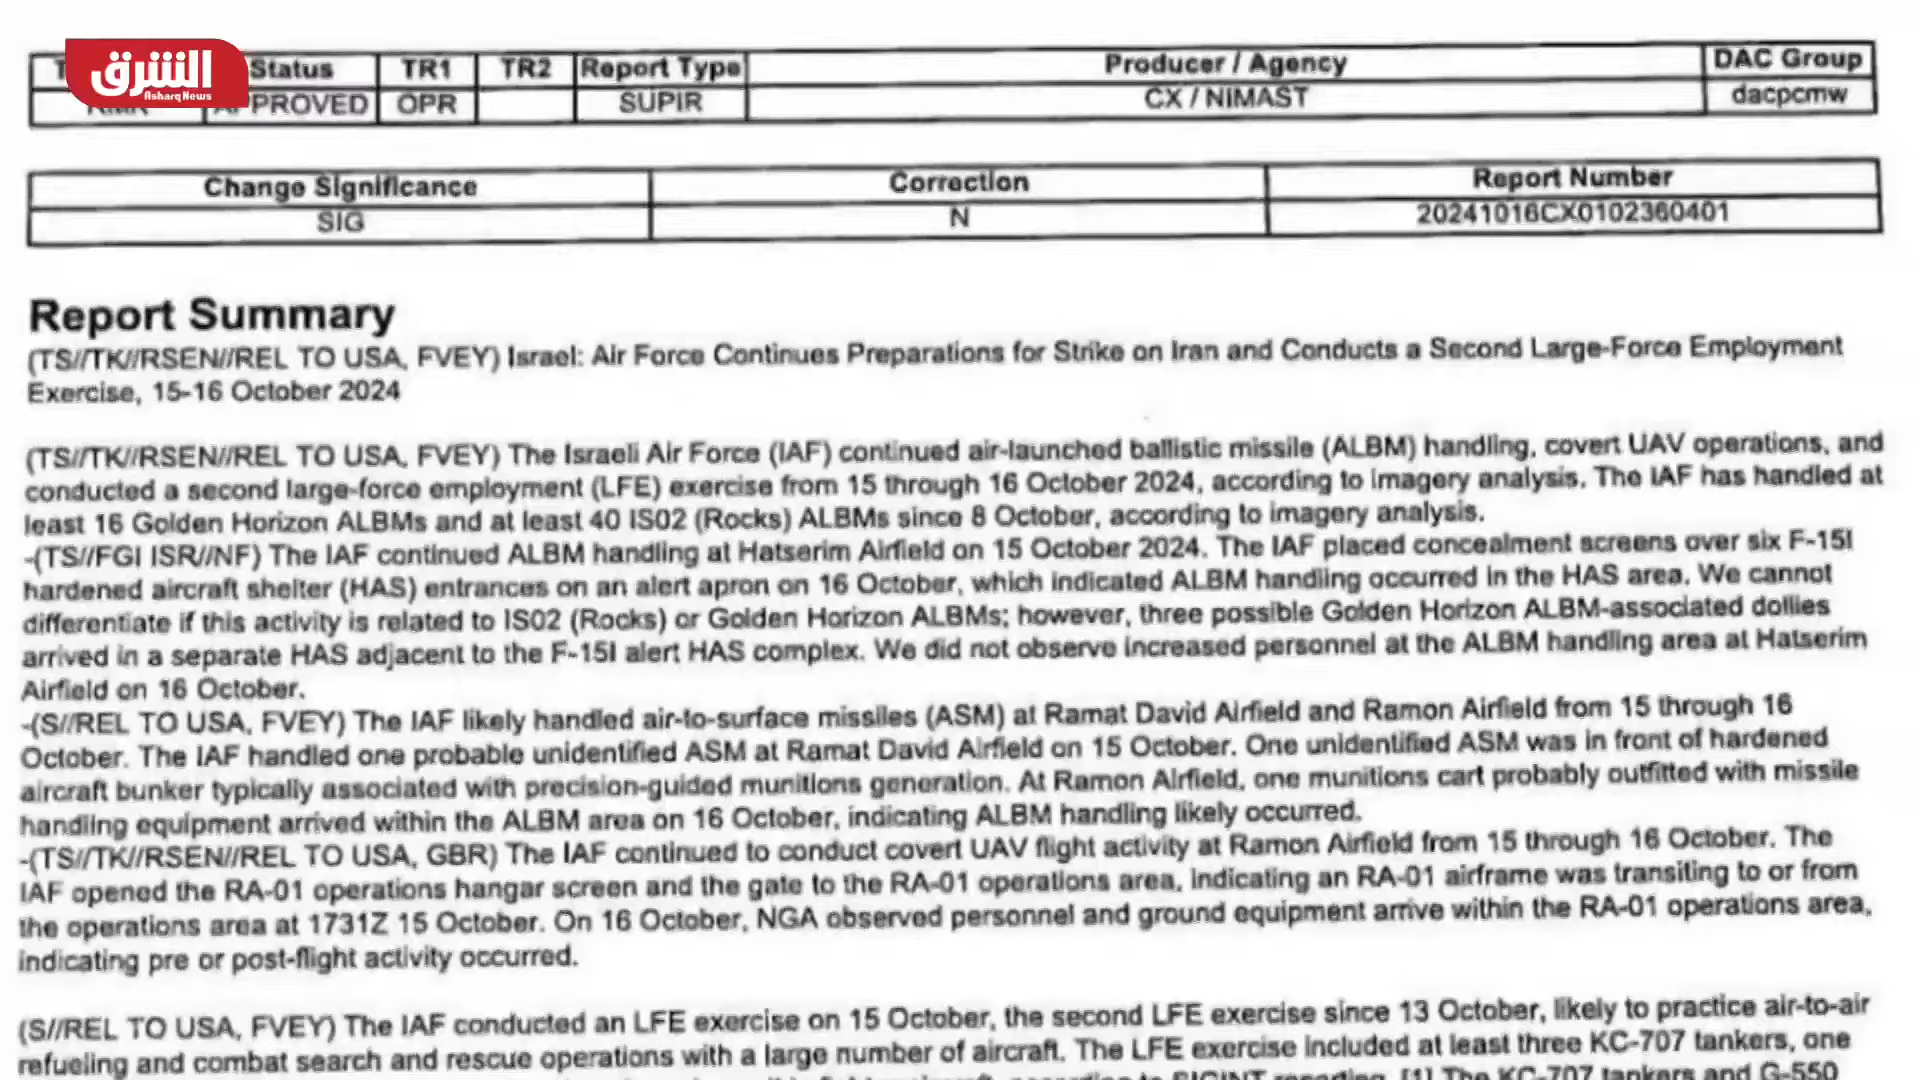 الشرق
Asharq News
Status TR1 TR2 Report Type Producer / Agency DAC Group
APPROVED OPR SUPIR CX / NIMAST dacpcmw
Change Significance Correction Report Number
SIG N 20241016CX0102360401
Report Summary
(TS//TK//RSEN//REL TO USA, FVEY) Israel: Air Force Continues Preparations for Strike on Iran and Conducts a Second Large-Force Employment
Exercise, 15-16 October 2024
(TS//TK//RSEN//REL TO USA, FVEY) The Israeli Air Force (IAF) continued air-launched ballistic missile (ALBM) handling, covert UAV operations, and
conducted a second large-force employment (LFE) exercise from 15 through 16 October 2024, according to imagery analysis. The IAF has handled at
least 16 Golden Horizon ALBMs and at least 40 IS02 (Rocks) ALBMs since 8 October, according to imagery analysis.
-(TS//FGI ISR//NF) The IAF continued ALBM handling at Hatserim Airfield on 15 October 2024. The IAF placed concealment screens over six F-15I
hardened aircraft shelter (HAS) entrances on an alert apron on 16 October, which indicated ALBM handling occurred in the HAS area. We cannot
differentiate if this activity is related to IS02 (Rocks) or Golden Horizon ALBMs; however, three possible Golden Horizon ALBM-associated dollies
arrived in a separate HAS adjacent to the F-15I alert HAS complex. We did not observe increased personnel at the ALBM handling area at Hatserim
Airfield on 16 October.
-(S//REL TO USA, FVEY) The IAF likely handled air-to-surface missiles (ASM) at Ramat David Airfield and Ramon Airfield from 15 through 16
October. The IAF handled one probable unidentified ASM at Ramat David Airfield on 15 October. One unidentified ASM was in front of hardened
aircraft bunker typically associated with precision-guided munitions generation. At Ramon Airfield, one munitions cart probably outfitted with missile
handling equipment arrived within the ALBM area on 16 October, indicating ALBM handling likely occurred.
-(TS//TK//RSEN//REL TO USA, GBR) The IAF continued to conduct covert UAV flight activity at Ramon Airfield from 15 through 16 October. The
IAF opened the RA-01 operations hangar screen and the gate to the RA-01 operations area, indicating an RA-01 airframe was transiting to or from
the operations area at 1731Z 15 October. On 16 October, NGA observed personnel and ground equipment arrive within the RA-01 operations area,
indicating pre or post-flight activity occurred.
(S//REL TO USA, FVEY) The IAF conducted an LFE exercise on 15 October, the second LFE exercise since 13 October, likely to practice air-to-air
refueling and combat search and rescue operations with a large number of aircraft. The LFE exercise included at least three KC-707 tankers, one
SIGINT reporting. [1] The KC-707 tankers and G-550